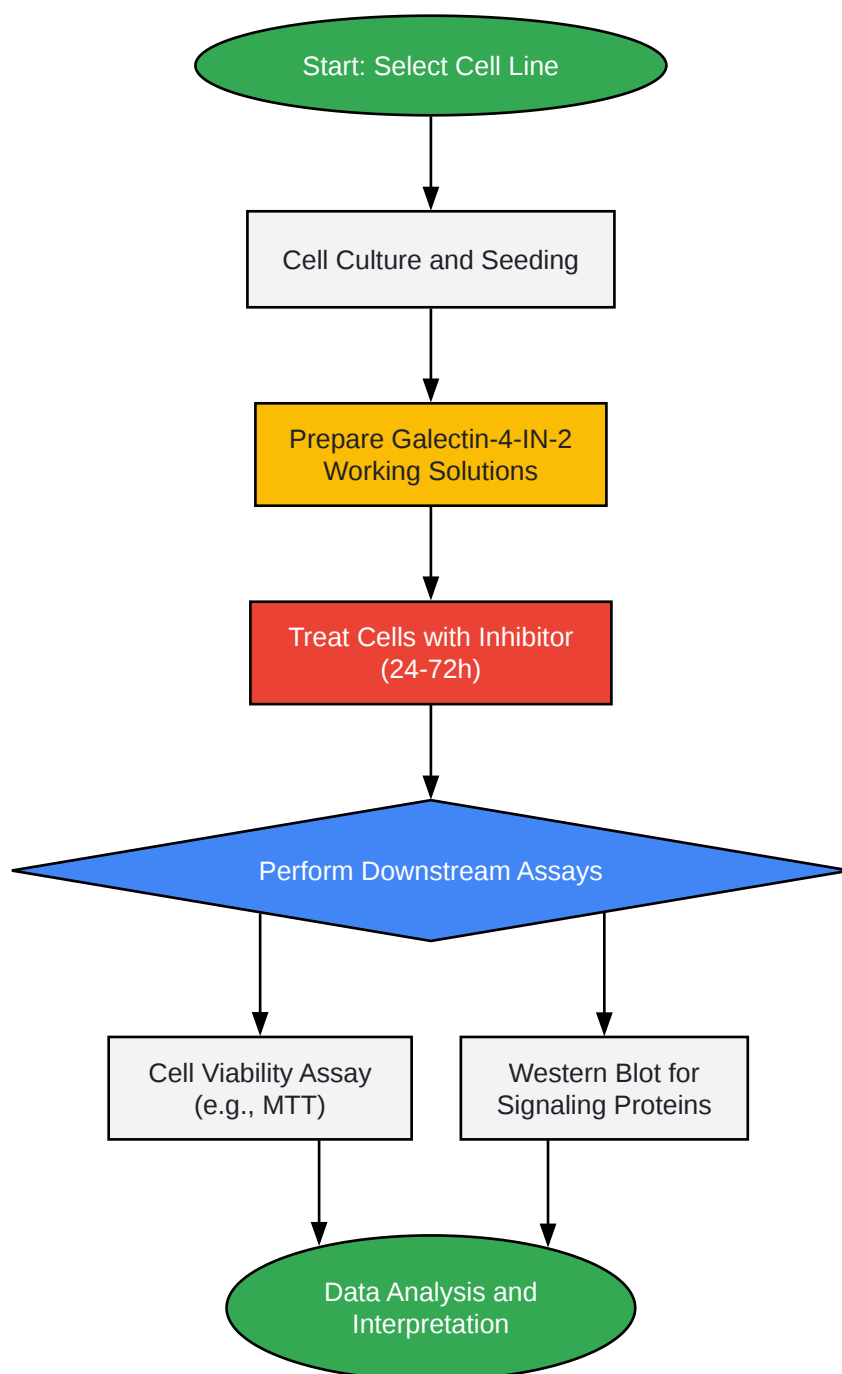 Start: Select Cell Line
Cell Culture and Seeding
Prepare Galectin-4-IN-2
Working Solutions
Treat Cells with Inhibitor
(24-72h)
Perform Downstream Assays
Cell Viability Assay
(e.g., MTT)
Western Blot for
Signaling Proteins
Data Analysis and
Interpretation